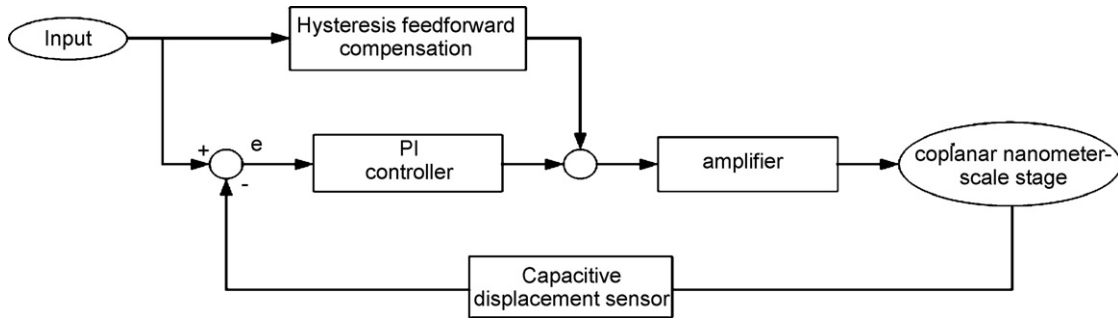 Input
Hysteresis feedforward
compensation
+
e
-
PI
controller
amplifier
coplanar nanometer-
scale stage
Capacitive
displacement sensor